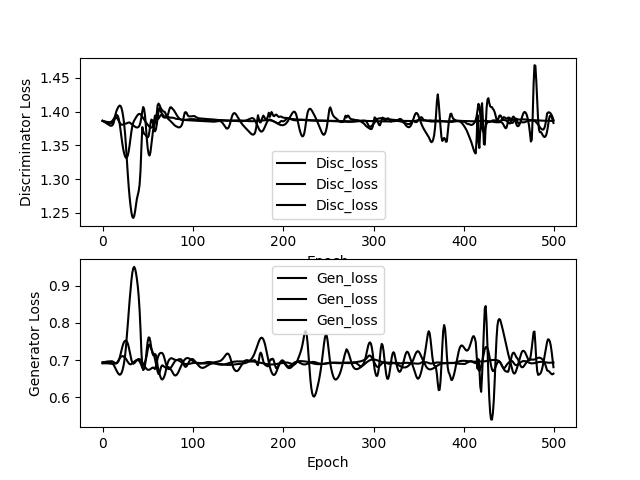 Discriminator Loss
1.45
1.40
1.35
1.30
1.25
Disc_loss
Disc_loss
Disc_loss
0 100 200 300 400 500
Epoch
Generator Loss
0.9
0.8
0.7
0.6
Gen_loss
Gen_loss
Gen_loss
0 100 200 300 400 500
Epoch